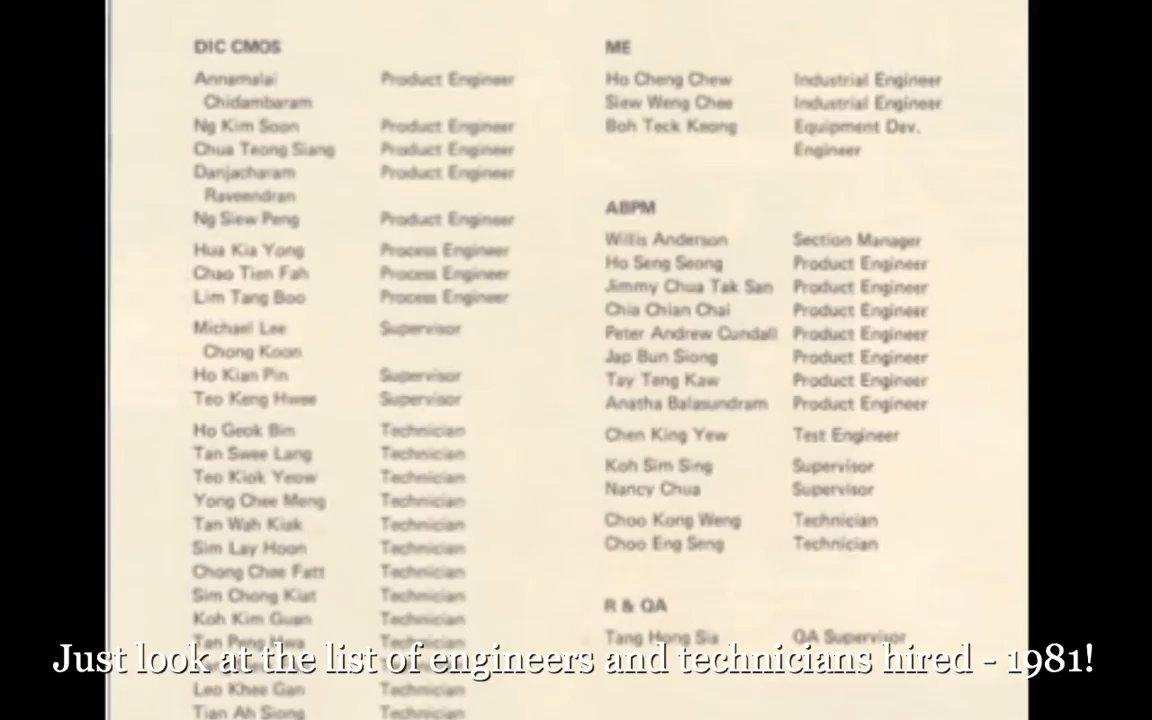 DIC CMOS
Annamalai Product Engineer
Chidambaram
Ng Kim Soon Product Engineer
Chua Teong Siang Product Engineer
Danjacharam Product Engineer
Raveendran
Ng Siew Peng Product Engineer
Hua Kia Yong Process Engineer
Chao Tien Fah Process Engineer
Lim Tang Boo Process Engineer
Michael Lee Supervisor
Chong Koon
Ho Kian Pin Supervisor
Teo Keng Hwee Supervisor
Ho Geok Bin Technician
Tan Swee Lang Technician
Teo Kiok Yeow Technician
Yong Chee Meng Technician
Tan Wah Kiak Technician
Sim Lay Hoon Technician
Chong Chee Fatt Technician
Sim Chong Kiat Technician
Koh Kim Guan Technician
Tan Peng Hwa Technician
Leo Khee Gan Technician
Tian Ah Siong Technician
ME
Ho Cheng Chew Industrial Engineer
Siew Weng Chee Industrial Engineer
Boh Teck Keong Equipment Dev.
Engineer
ABPM
Willis Anderson Section Manager
Ho Seng Seong Product Engineer
Jimmy Chua Tak San Product Engineer
Chia Chian Chai Product Engineer
Peter Andrew Cundall Product Engineer
Jap Bun Siong Product Engineer
Tay Teng Kaw Product Engineer
Anatha Balasundram Product Engineer
Chen King Yew Test Engineer
Koh Sim Sing Supervisor
Nancy Chua Supervisor
Choo Kong Weng Technician
Choo Eng Seng Technician
R & QA
Tang Hong Sia QA Supervisor
Just look at the list of engineers and technicians hired - 1981!